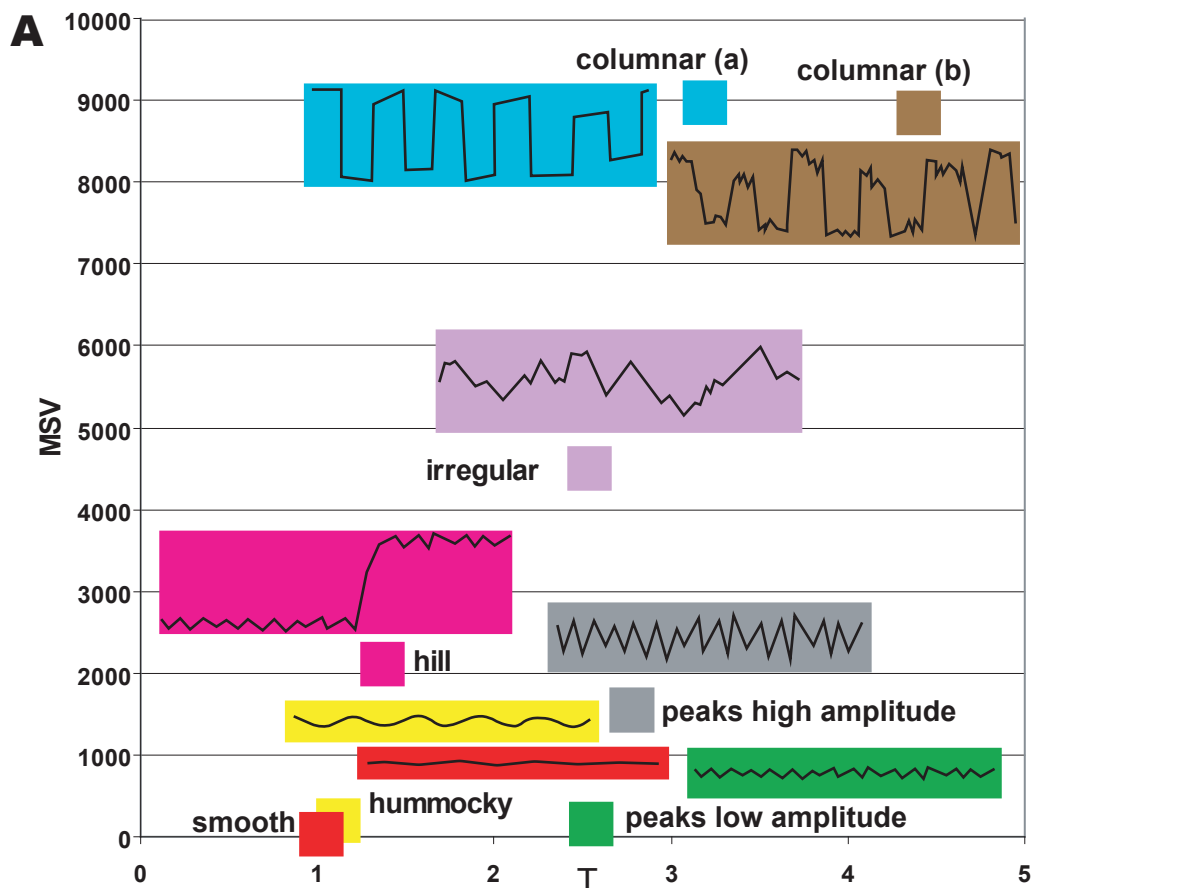 A
10000
columnar (a)
columnar (b)
9000
8000
7000
6000
MSV
5000
irregular
4000
3000
hill
2000
peaks high amplitude
1000
hummocky
smooth
peaks low amplitude
0
0 1 2 3 4 5
T